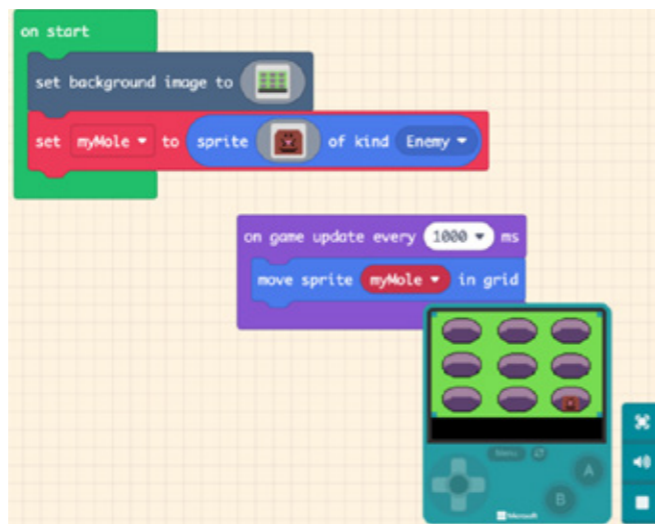 on start
set background image to
set myMole to sprite of kind Enemy
on game update every 1000 ms
move sprite myMole in grid
Menu
A
B
Microsoft